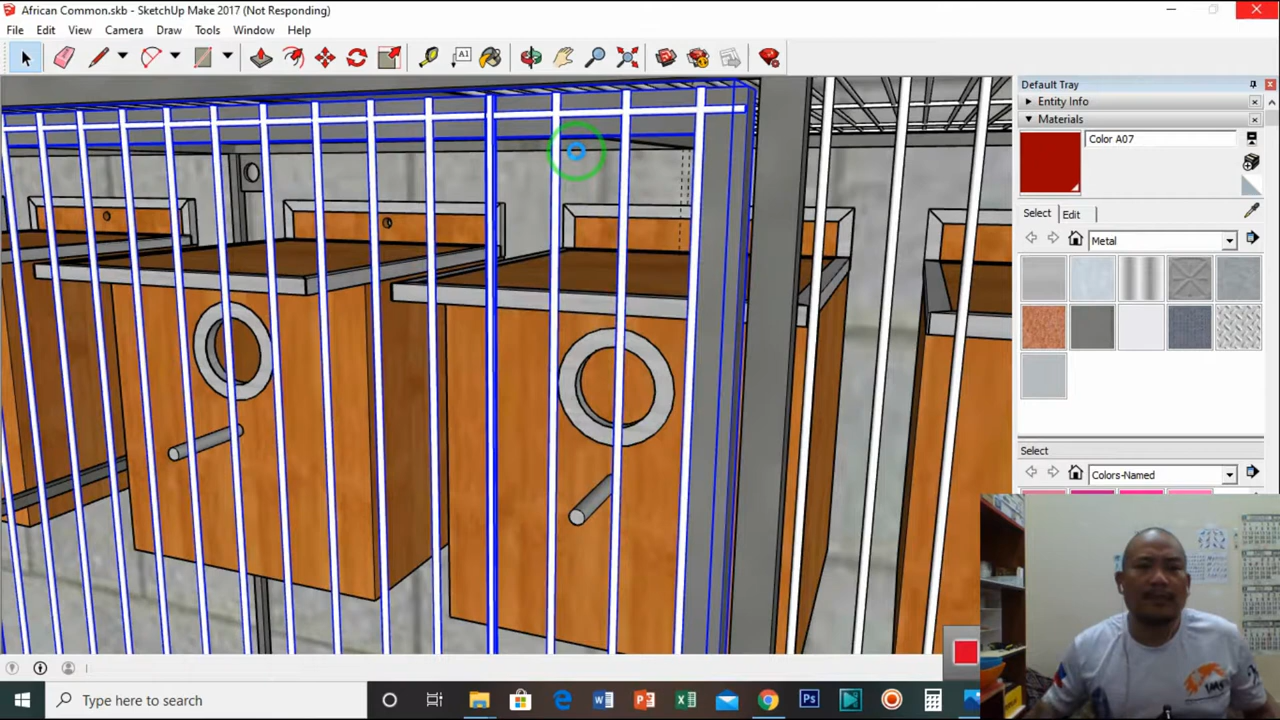 African Common.skb - SketchUp Make 2017 (Not Responding)
File Edit Camera Draw Tools Window Help
A1
Default Tray
Entity Info
Materials
Color A07
Select Edit
Metal
Select
Colors-Named
Type here to search